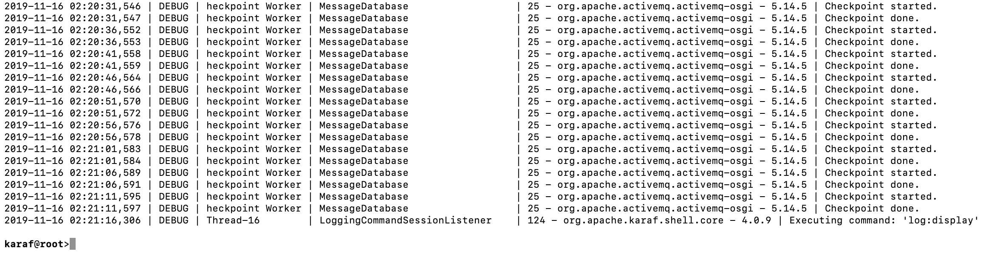 2019-11-16 02:20:31,546 | DEBUG | heckpoint Worker | MessageDatabase                  | 25 - org.apache.activemq.activemq-osgi - 5.14.5 | Checkpoint started.
2019-11-16 02:20:31,547 | DEBUG | heckpoint Worker | MessageDatabase                  | 25 - org.apache.activemq.activemq-osgi - 5.14.5 | Checkpoint done.
2019-11-16 02:20:36,552 | DEBUG | heckpoint Worker | MessageDatabase                  | 25 - org.apache.activemq.activemq-osgi - 5.14.5 | Checkpoint started.
2019-11-16 02:20:36,553 | DEBUG | heckpoint Worker | MessageDatabase                  | 25 - org.apache.activemq.activemq-osgi - 5.14.5 | Checkpoint done.
2019-11-16 02:20:41,558 | DEBUG | heckpoint Worker | MessageDatabase                  | 25 - org.apache.activemq.activemq-osgi - 5.14.5 | Checkpoint started.
2019-11-16 02:20:41,559 | DEBUG | heckpoint Worker | MessageDatabase                  | 25 - org.apache.activemq.activemq-osgi - 5.14.5 | Checkpoint done.
2019-11-16 02:20:46,564 | DEBUG | heckpoint Worker | MessageDatabase                  | 25 - org.apache.activemq.activemq-osgi - 5.14.5 | Checkpoint started.
2019-11-16 02:20:46,566 | DEBUG | heckpoint Worker | MessageDatabase                  | 25 - org.apache.activemq.activemq-osgi - 5.14.5 | Checkpoint done.
2019-11-16 02:20:51,570 | DEBUG | heckpoint Worker | MessageDatabase                  | 25 - org.apache.activemq.activemq-osgi - 5.14.5 | Checkpoint started.
2019-11-16 02:20:51,572 | DEBUG | heckpoint Worker | MessageDatabase                  | 25 - org.apache.activemq.activemq-osgi - 5.14.5 | Checkpoint done.
2019-11-16 02:20:56,576 | DEBUG | heckpoint Worker | MessageDatabase                  | 25 - org.apache.activemq.activemq-osgi - 5.14.5 | Checkpoint started.
2019-11-16 02:20:56,578 | DEBUG | heckpoint Worker | MessageDatabase                  | 25 - org.apache.activemq.activemq-osgi - 5.14.5 | Checkpoint done.
2019-11-16 02:21:01,583 | DEBUG | heckpoint Worker | MessageDatabase                  | 25 - org.apache.activemq.activemq-osgi - 5.14.5 | Checkpoint started.
2019-11-16 02:21:01,584 | DEBUG | heckpoint Worker | MessageDatabase                  | 25 - org.apache.activemq.activemq-osgi - 5.14.5 | Checkpoint done.
2019-11-16 02:21:06,589 | DEBUG | heckpoint Worker | MessageDatabase                  | 25 - org.apache.activemq.activemq-osgi - 5.14.5 | Checkpoint started.
2019-11-16 02:21:06,591 | DEBUG | heckpoint Worker | MessageDatabase                  | 25 - org.apache.activemq.activemq-osgi - 5.14.5 | Checkpoint done.
2019-11-16 02:21:11,595 | DEBUG | heckpoint Worker | MessageDatabase                  | 25 - org.apache.activemq.activemq-osgi - 5.14.5 | Checkpoint started.
2019-11-16 02:21:11,597 | DEBUG | heckpoint Worker | MessageDatabase                  | 25 - org.apache.activemq.activemq-osgi - 5.14.5 | Checkpoint done.
2019-11-16 02:21:16,306 | DEBUG | Thread-16        | LoggingCommandSessionListener    | 124 - org.apache.karaf.shell.core - 4.0.9 | Executing command: 'log:display'
karaf@root>